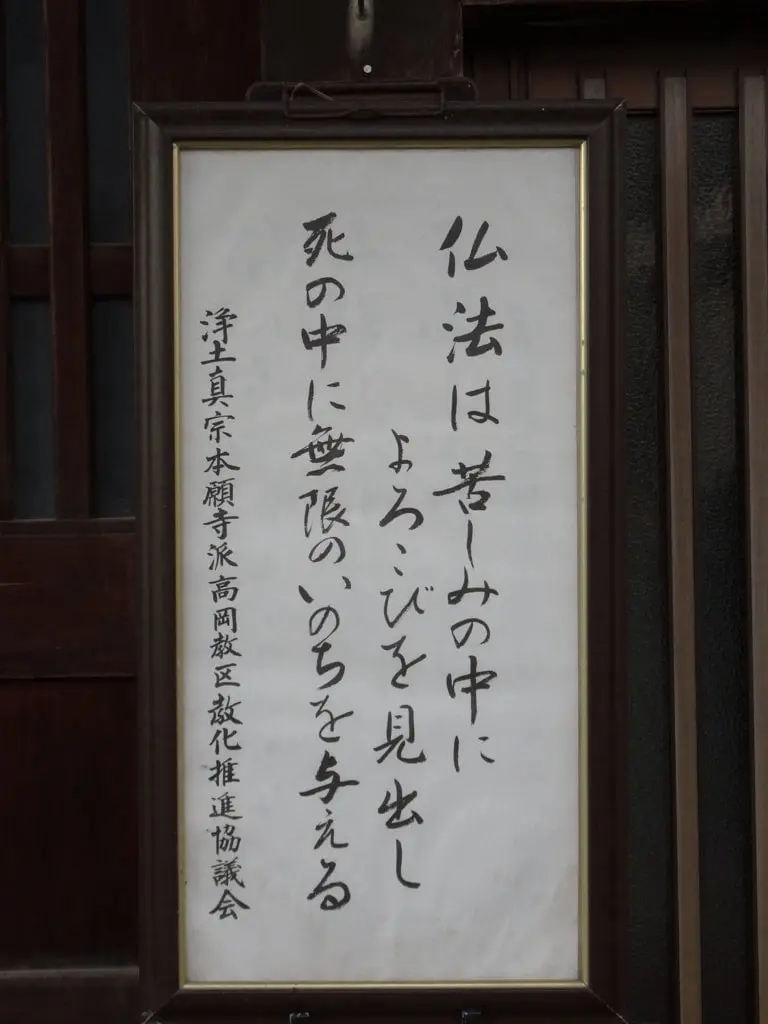 仏法は苦しみの中に
よろこびを見出し
死の中に無限のいのちを与える
浄土真宗本願寺派高岡教区教化推進協議会